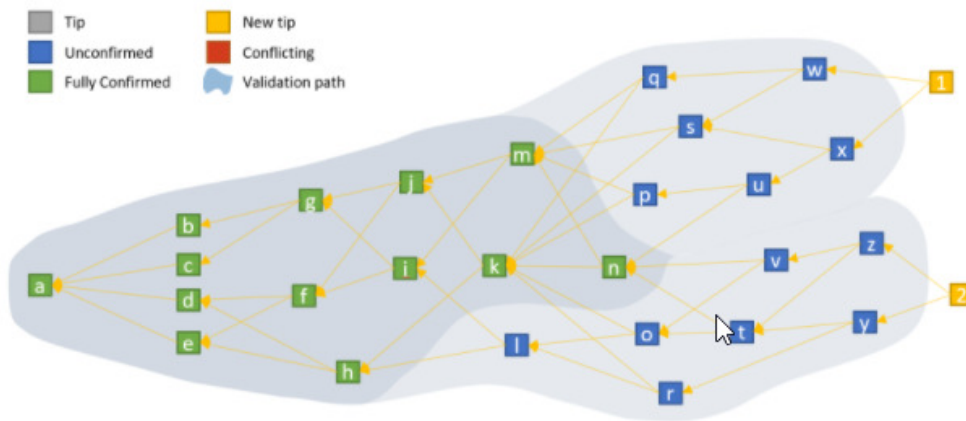 Tip
New tip
Unconfirmed
Conflicting
Fully Confirmed
Validation path
q
w
1
s
m
x
j
u
g
p
b
z
c
i
k
n
v
a
d
f
2
e
l
o
t
y
h
r